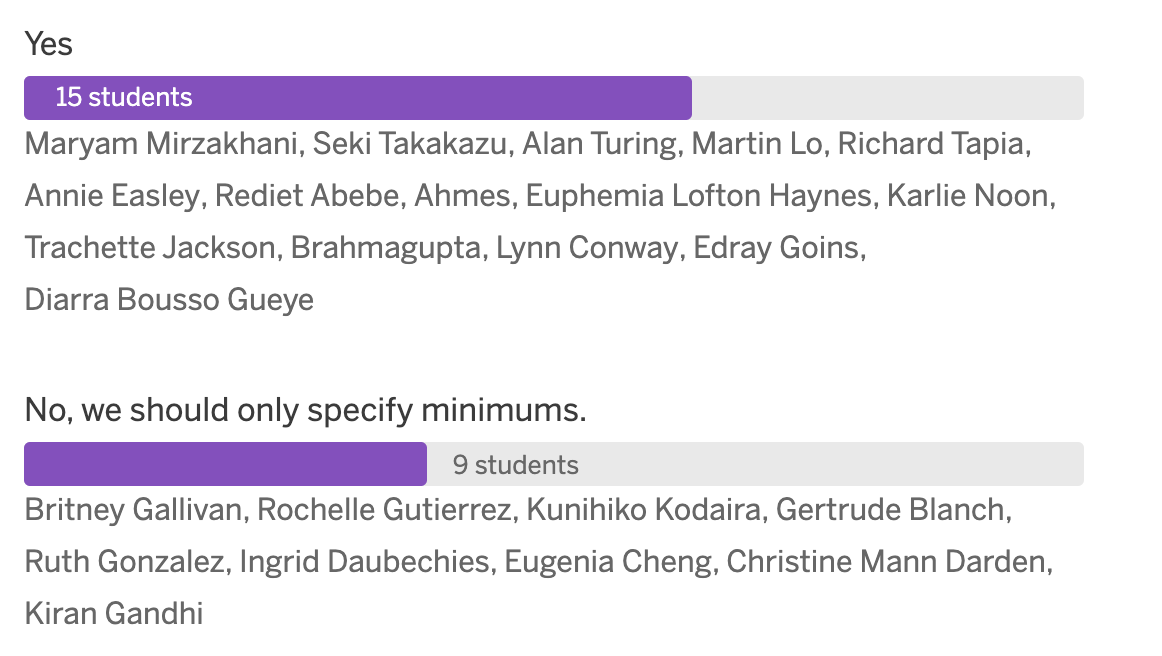 Yes
15 students
Maryam Mirzakhani, Seki Takakazu, Alan Turing, Martin Lo, Richard Tapia,
Annie Easley, Rediet Abebe, Ahmes, Euphemia Lofton Haynes, Karlie Noon,
Trachette Jackson, Brahmagupta, Lynn Conway, Edray Goins,
Diarra Bousso Gueye
No, we should only specify minimums.
9 students
Britney Gallivan, Rochelle Gutierrez, Kunihiko Kodaira, Gertrude Blanch,
Ruth Gonzalez, Ingrid Daubechies, Eugenia Cheng, Christine Mann Darden,
Kiran Gandhi